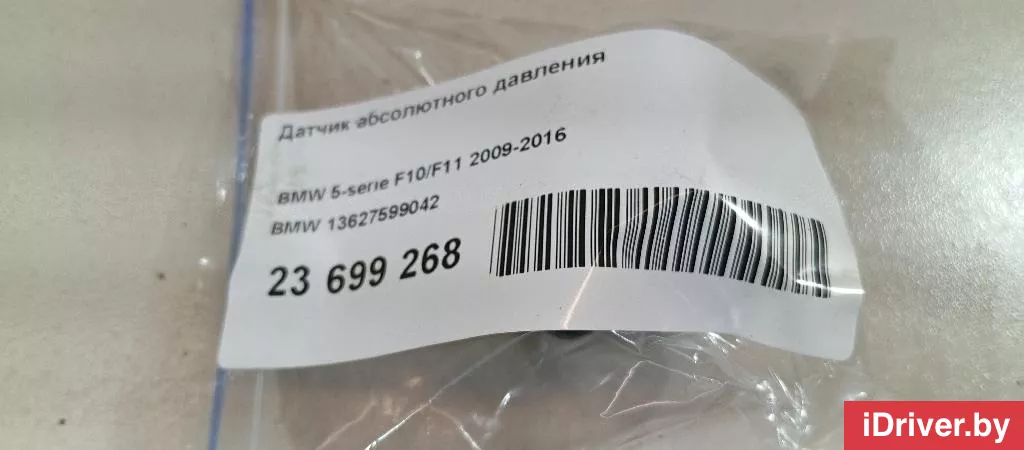 Датчик абсолютного давления
BMW 5-serie F10/F11 2009-2016
BMW 13627599042
23 699 268
iDriver.by